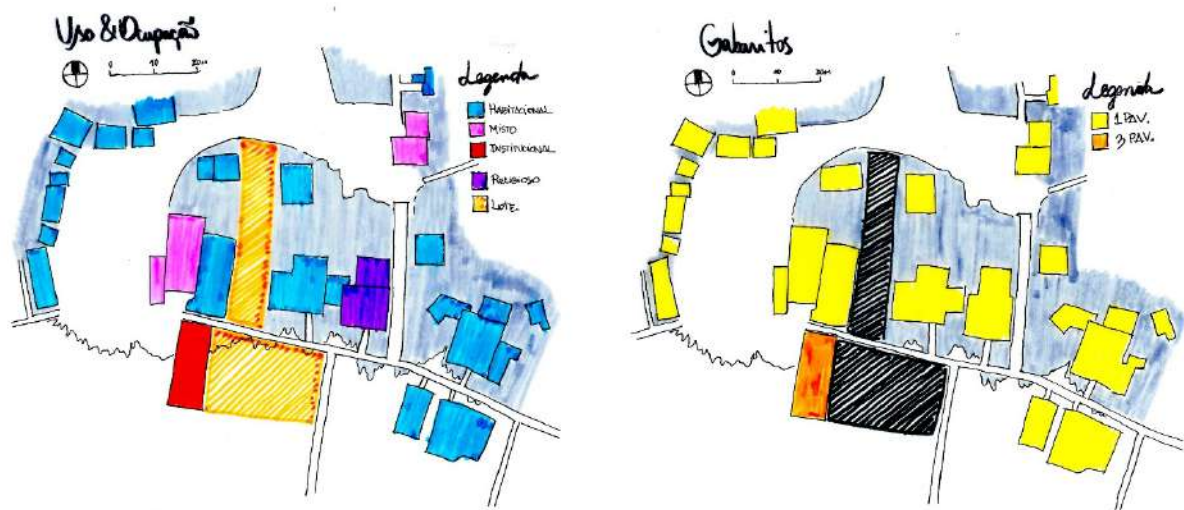 Uso & Ocupação
0 10 20M
Legenda
HABITACIONAL
MISTO
INSTITUCIONAL
RELIGIOSO
LOTE.
Gabaritos
0 10 20M
Legenda
1 PAV.
3 PAV.